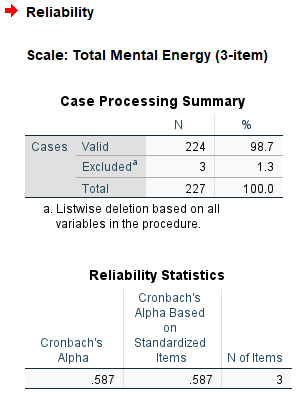 Reliability
Scale: Total Mental Energy (3-item)
Case Processing Summary
N %
Cases Valid 224 98.7
Excludedᵃ 3 1.3
Total 227 100.0
a. Listwise deletion based on all
variables in the procedure.
Reliability Statistics
Cronbach's
Alpha
Cronbach's
Alpha Based
on
Standardized
Items
N of Items
.587 .587 3